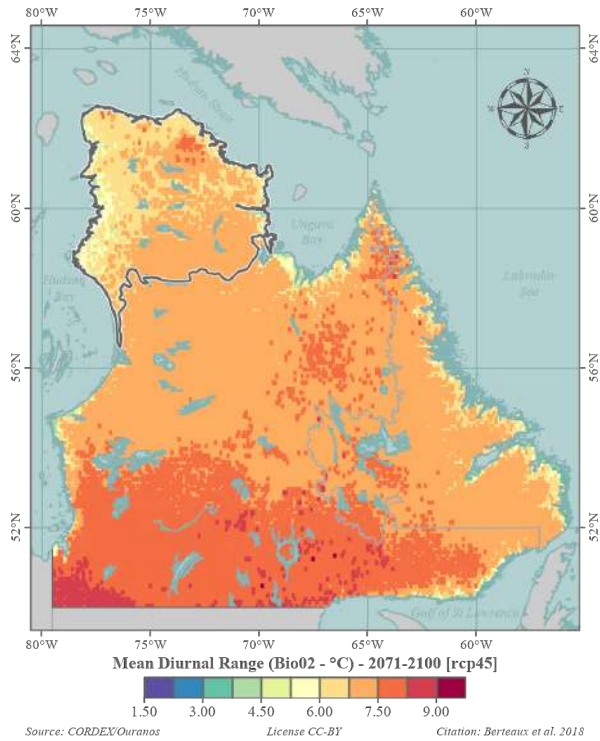 80°W 75°W 70°W 65°W 60°W
64°N 64°N
Hudson Strait
N
W E
S
60°N 60°N
Ungava
Bay
Hudson
Bay
Labrador
Sea
56°N 56°N
52°N 52°N
Gulf of St Lawrence
80°W 75°W 70°W 65°W 60°W
Mean Diurnal Range (Bio02 - °C) - 2071-2100 [rcp45]
1.50 3.00 4.50 6.00 7.50 9.00
Source: CORDEX/Ouranos License CC-BY Citation: Berteaux et al. 2018